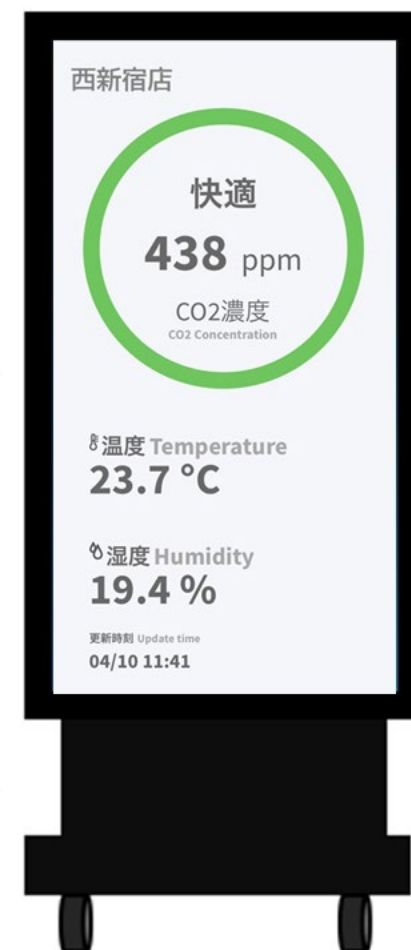 西新宿店
快適
438 ppm
CO2濃度
CO2 Concentration
温度 Temperature
23.7 °C
湿度 Humidity
19.4 %
更新時刻 Update time
04/10 11:41